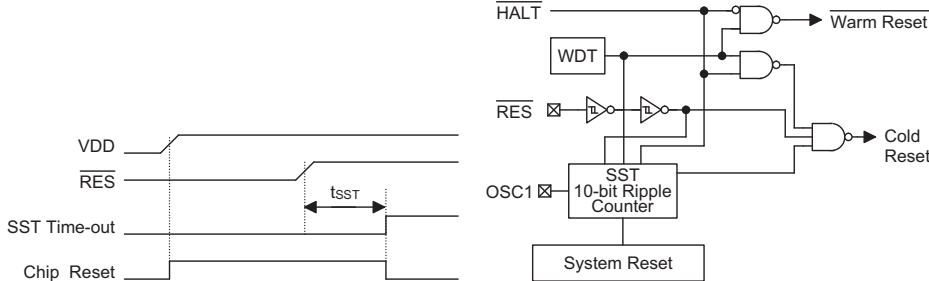 VDD
RES
tSST
SST Time-out
Chip Reset
HALT
Warm Reset
WDT
RES
Cold
Reset
OSC1
SST
10-bit Ripple
Counter
System Reset